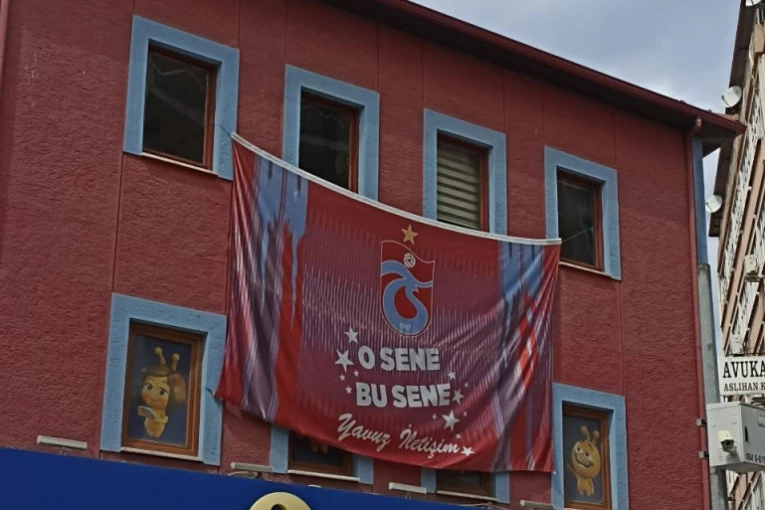 O SENE
BU SENE
Yavuz İletişim
AVUKA
ASLIHAN K